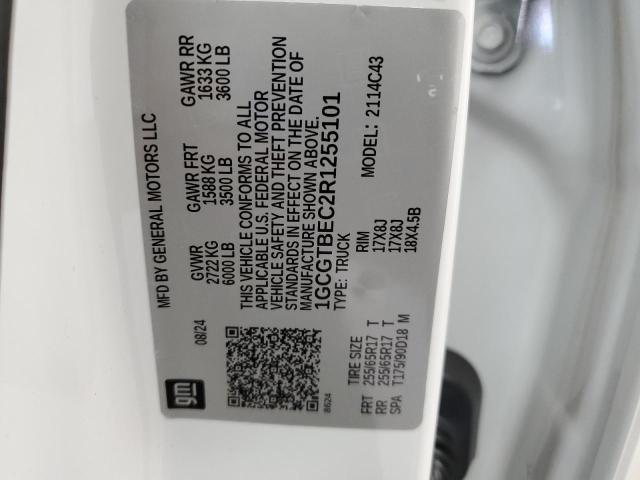 MFD BY GENERAL MOTORS LLC
08/24
gm
GVWR GAWR FRT GAWR RR
2722 KG 1588 KG 1633 KG
6000 LB 3500 LB 3600 LB
THIS VEHICLE CONFORMS TO ALL
APPLICABLE U.S. FEDERAL MOTOR
VEHICLE SAFETY AND THEFT PREVENTION
STANDARDS IN EFFECT ON THE DATE OF
MANUFACTURE SHOWN ABOVE.
1GCGTBEC2R1255101
TYPE: TRUCK MODEL: 2114C43
8624
TIRE SIZE RIM
FRT 255/65R17 T 17X8J
RR 255/65R17 T 17X8J
SPA T175/90D18 M 18X4.5B